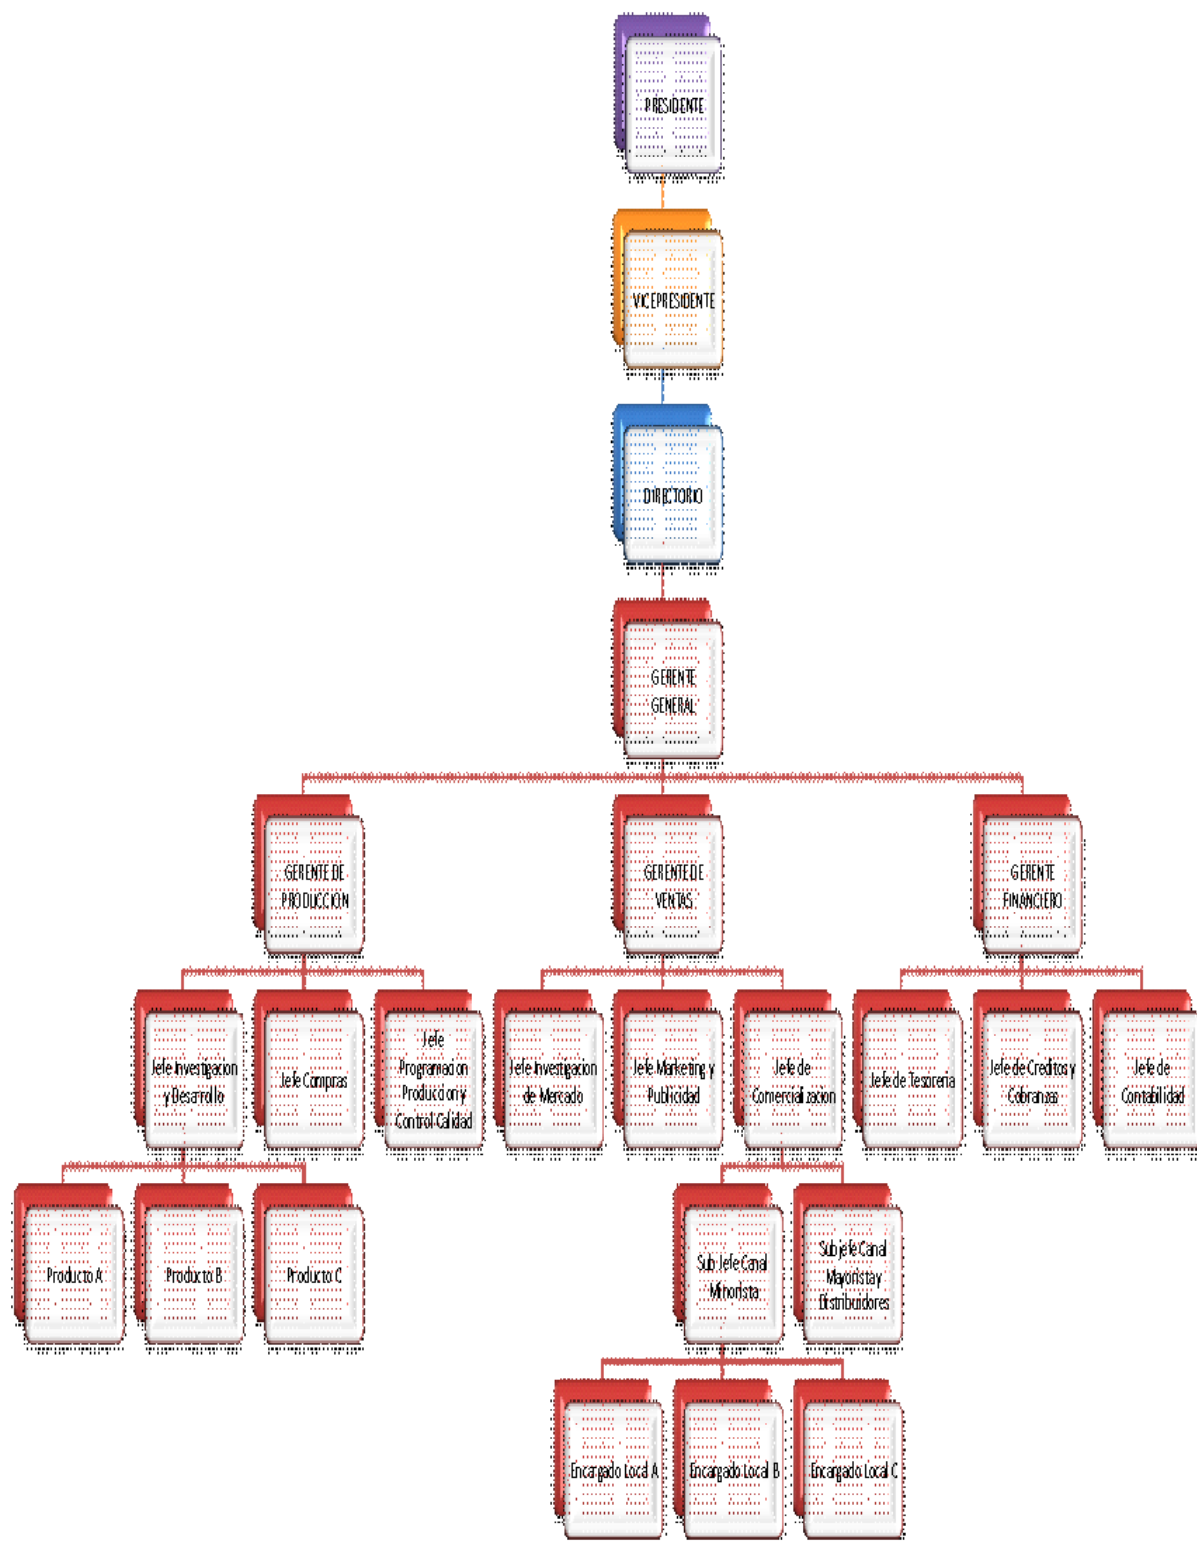 PRESIDENTE
VICEPRESIDENTE
DIRECTORIO
GERENTE
GENERAL
GERENTE DE
PRODUCCION
GERENTE DE
VENTAS
GERENTE
FINANCIERO
Jefe Investigacion
y Desarrollo
Jefe Compras
Jefe
Programacion
Produccion y
Control Calidad
Jefe Investigacion
de Mercado
Jefe Marketing y
Publicidad
Jefe de
Comercializacion
Jefe de Tesoreria
Jefe de Creditos y
Cobranzas
Jefe de
Contabilidad
Producto A
Producto B
Producto C
Sub Jefe Canal
Minorista
Sub jefe Canal
Mayorista y
Distribuidores
Encargado Local A
Encargado Local B
Encargado Local C